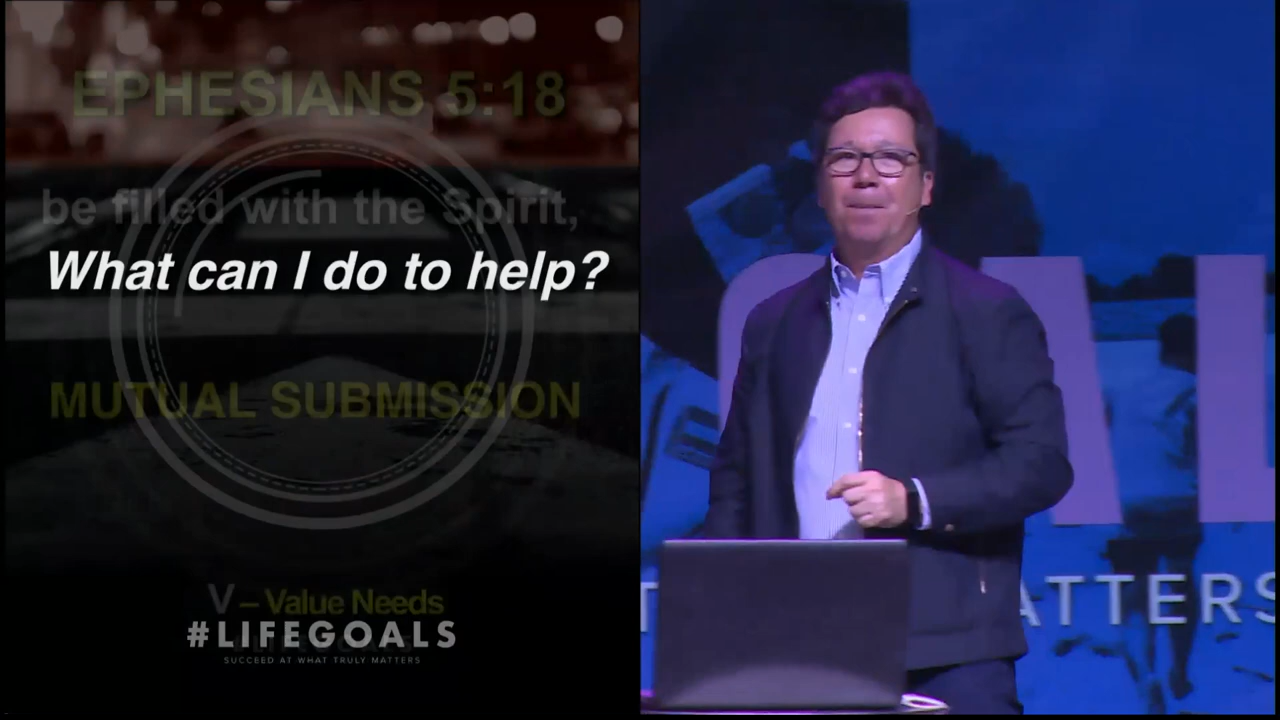 EPHESIANS 5:18
be filled with the Spirit,
What can I do to help?
MUTUAL SUBMISSION
V – Value Needs
#LIFEGOALS
SUCCEED AT WHAT TRULY MATTERS
ATTERS